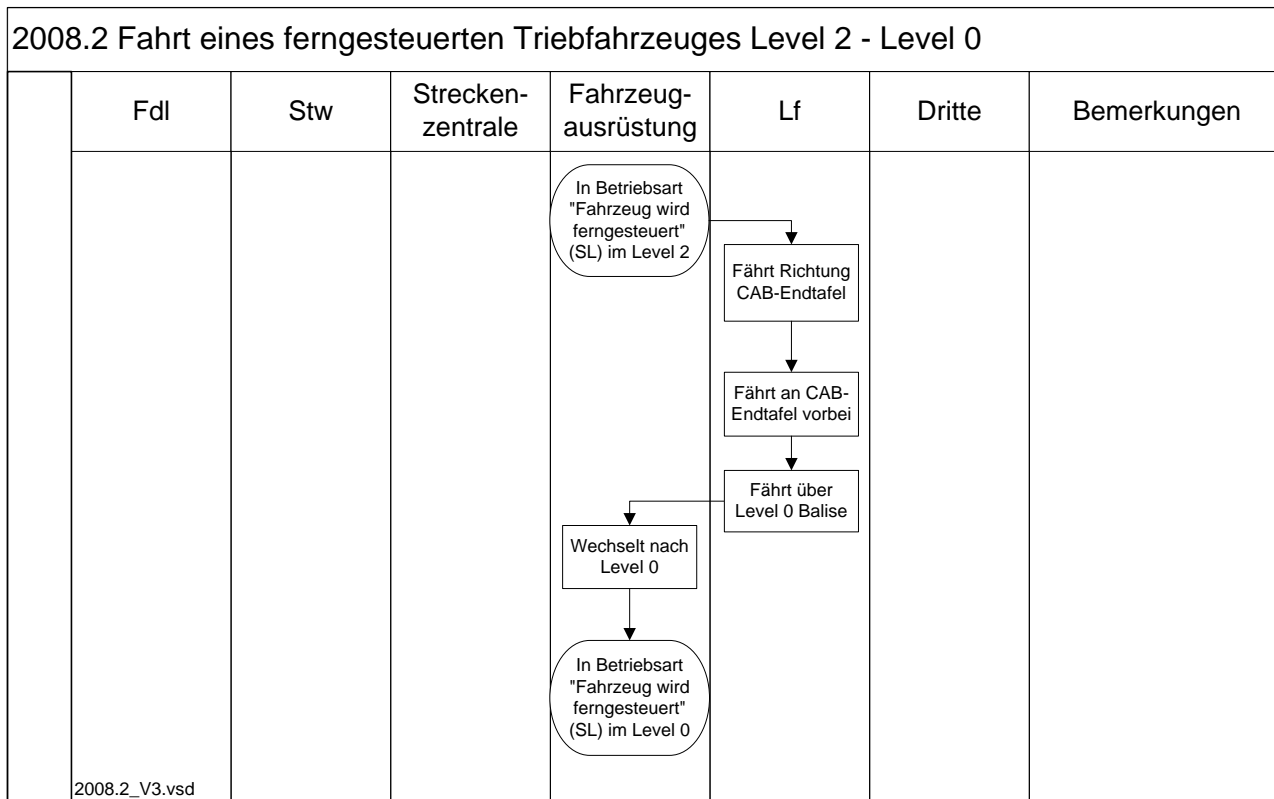 2008.2 Fahrt eines ferngesteuerten Triebfahrzeuges Level 2 - Level 0
Fdl
Stw
Strecken-
zentrale
Fahrzeug-
ausrüstung
Lf
Dritte
Bemerkungen
In Betriebsart
"Fahrzeug wird
ferngesteuert"
(SL) im Level 2
Fährt Richtung
CAB-Endtafel
Fährt an CAB-
Endtafel vorbei
Fährt über
Level 0 Balise
Wechselt nach
Level 0
In Betriebsart
"Fahrzeug wird
ferngesteuert"
(SL) im Level 0
2008.2_V3.vsd